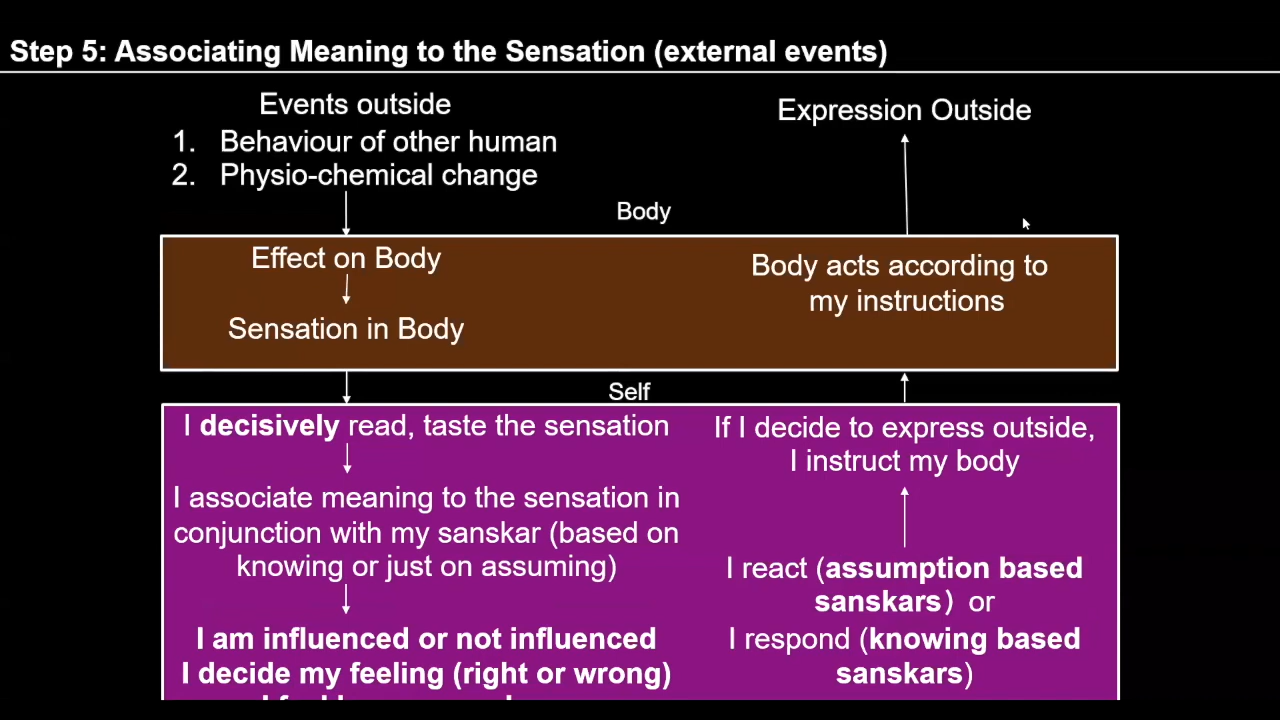 Step 5: Associating Meaning to the Sensation (external events)
Events outside
1. Behaviour of other human
2. Physio-chemical change
Expression Outside
Body
Effect on Body
Sensation in Body
Body acts according to
my instructions
Self
I decisively read, taste the sensation
I associate meaning to the sensation in
conjunction with my sanskar (based on
knowing or just on assuming)
I am influenced or not influenced
I decide my feeling (right or wrong)
If I decide to express outside,
I instruct my body
I react (assumption based
sanskars) or
I respond (knowing based
sanskars)